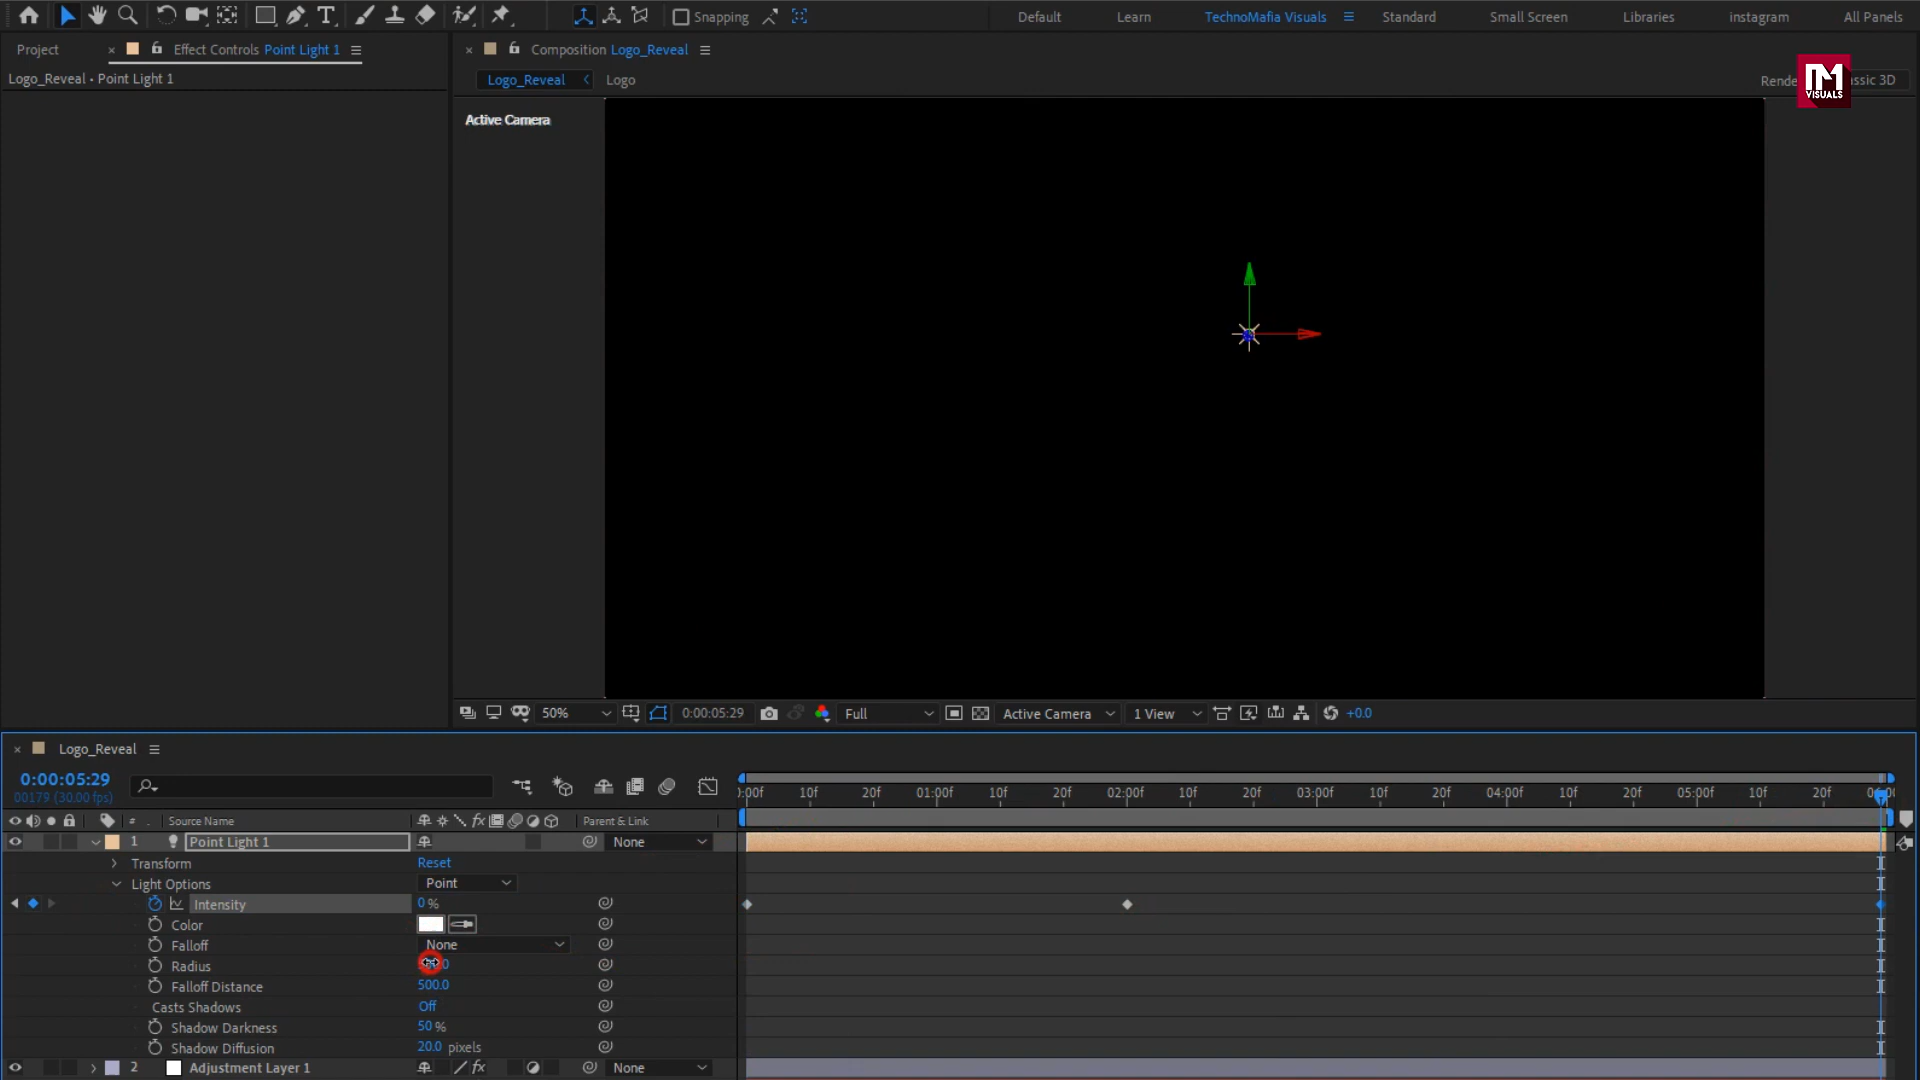 Snapping
Default
Learn
TechnoMafia Visuals
Standard
Small Screen
Libraries
instagram
All Panels
Project
Effect Controls Point Light 1
Composition Logo_Reveal
Logo_Reveal • Point Light 1
Logo_Reveal
Logo
VISUALS
Active Camera
50%
0:00:05:29
Full
Active Camera
1 View
+0.0
Logo_Reveal
0:00:05:29
00179 (30.00 fps)
:00f 10f 20f 01:00f 10f 20f 02:00f 10f 20f 03:00f 10f 20f 04:00f 10f 20f 05:00f 10f 20f
# Source Name Parent & Link
1 Point Light 1 None
Transform Reset
Light Options Point
Intensity 0 %
Color
Falloff None
Radius
Falloff Distance 500.0
Casts Shadows Off
Shadow Darkness 50 %
Shadow Diffusion 20.0 pixels
2 Adjustment Layer 1 fx None